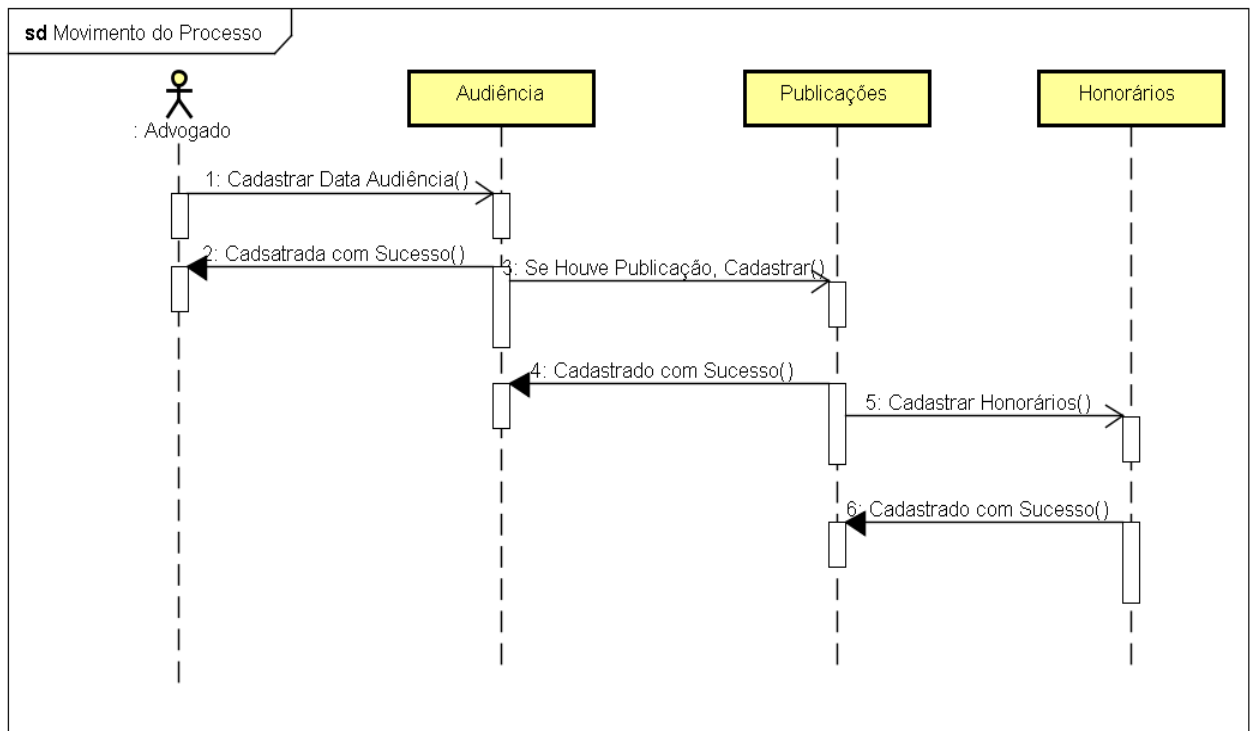 sd Movimento do Processo
: Advogado
Audiência
Publicações
Honorários
1: Cadastrar Data Audiência()
2: Cadsatrada com Sucesso()
3: Se Houve Publicação, Cadastrar()
4: Cadastrado com Sucesso()
5: Cadastrar Honorários()
6: Cadastrado com Sucesso()